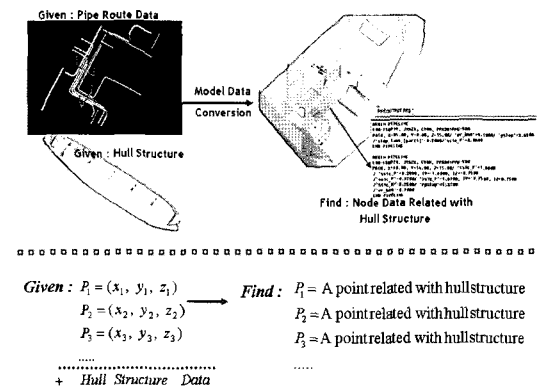 Given : Pipe Route Data
Model Data
Conversion
Given : Hull Structure
Find : Node Data Related with
Hull Structure
Given : P₁ = (x₁, y₁, z₁)
P₂ = (x₂, y₂, z₂)
P₃ = (x₃, y₃, z₃)
.....
+ Hull Structure Data
Find : P₁ = A point related with hull structure
P₂ = A point related with hull structure
P₃ = A point related with hull structure
.....